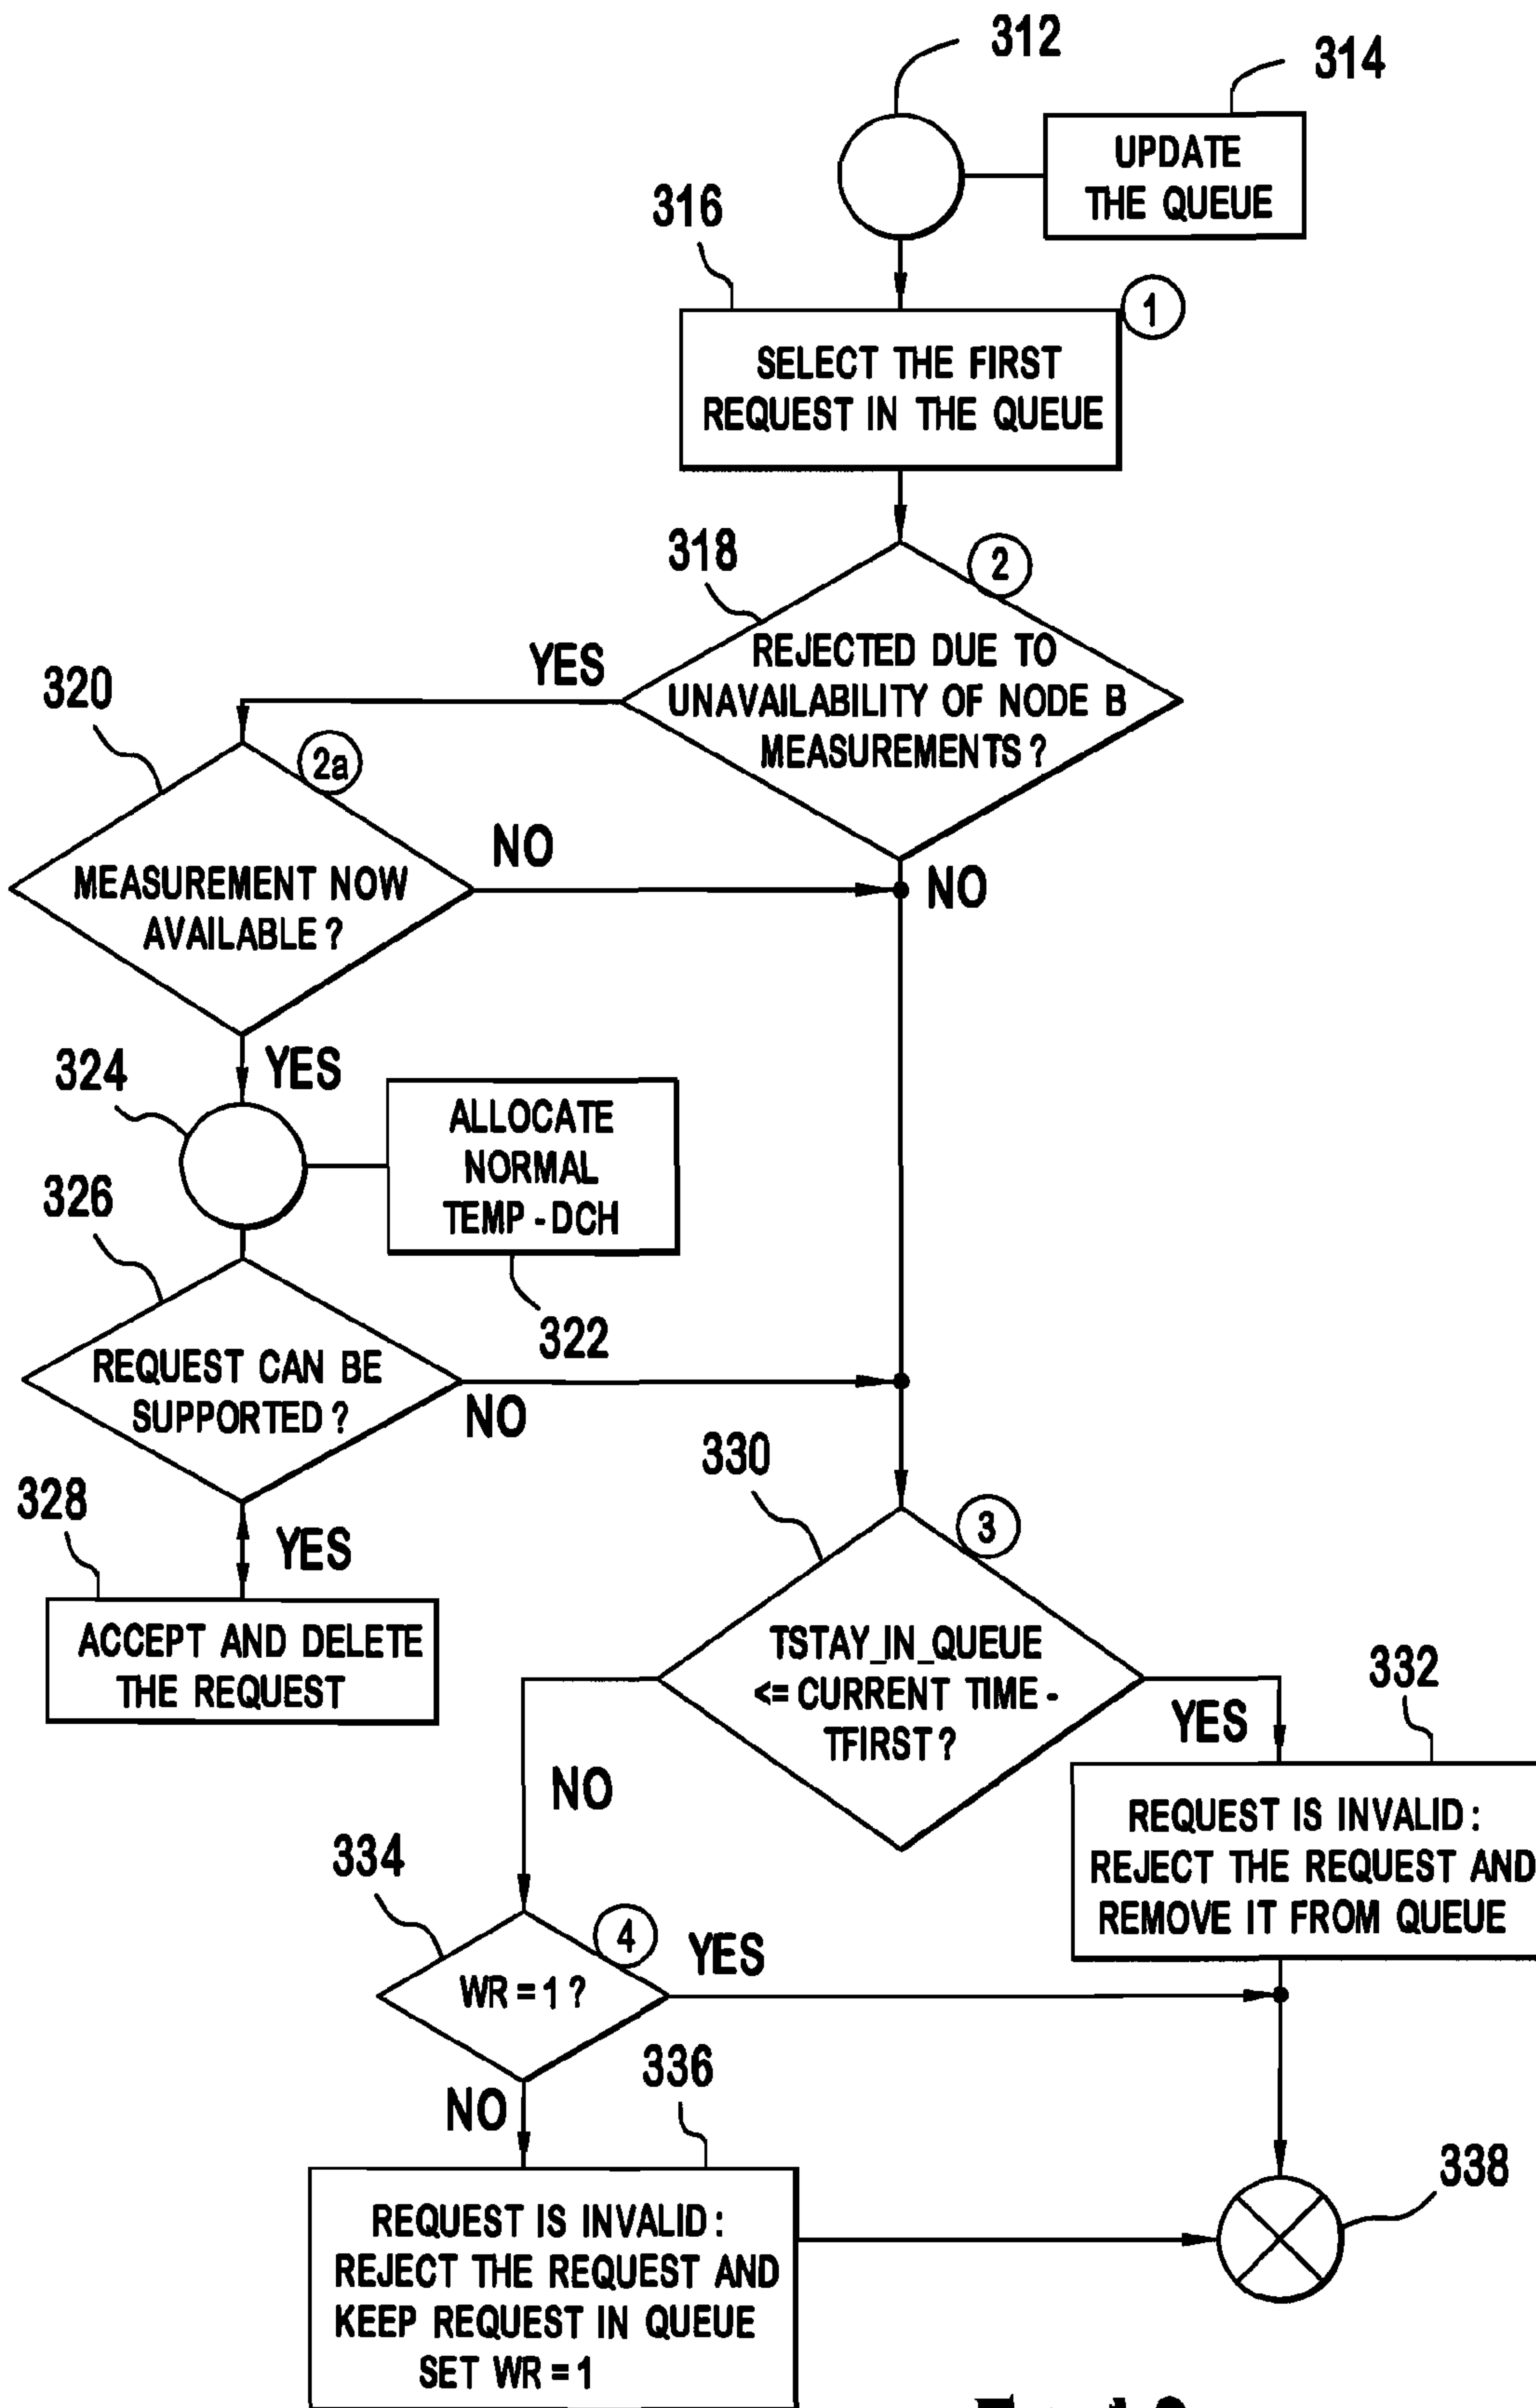 312
314
UPDATE
THE QUEUE
316
1
SELECT THE FIRST
REQUEST IN THE QUEUE
318
2
REJECTED DUE TO
UNAVAILABILITY OF NODE B
MEASUREMENTS?
YES
320
2a
NO
NO
MEASUREMENT NOW
AVAILABLE?
YES
324
ALLOCATE
NORMAL
TEMP-DCH
322
326
REQUEST CAN BE
SUPPORTED?
NO
328
YES
ACCEPT AND DELETE
THE REQUEST
330
3
TSTAY_IN_QUEUE
<= CURRENT TIME -
TFIRST?
YES
332
NO
REQUEST IS INVALID:
REJECT THE REQUEST AND
REMOVE IT FROM QUEUE
334
4
YES
WR = 1?
NO
336
338
REQUEST IS INVALID:
REJECT THE REQUEST AND
KEEP REQUEST IN QUEUE
SET WR = 1